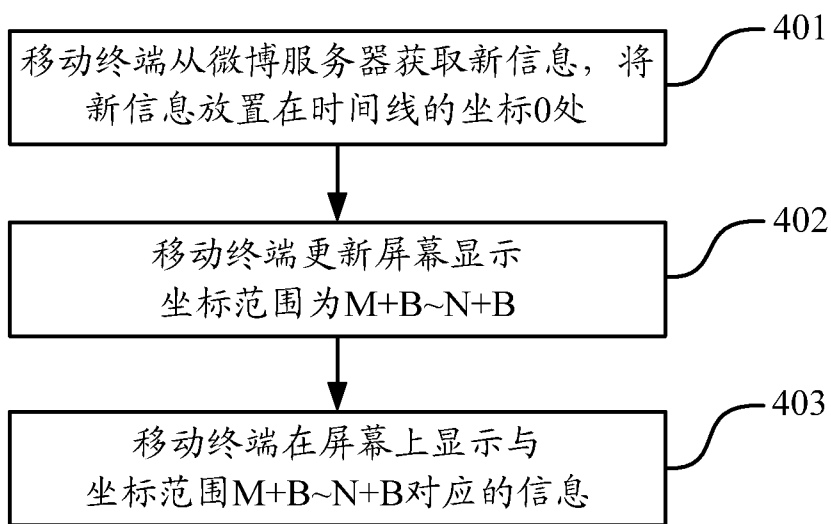 401
移动终端从微博服务器获取新信息，将
新信息放置在时间线的坐标0处
402
移动终端更新屏幕显示
坐标范围为M+B~N+B
403
移动终端在屏幕上显示与
坐标范围M+B~N+B对应的信息